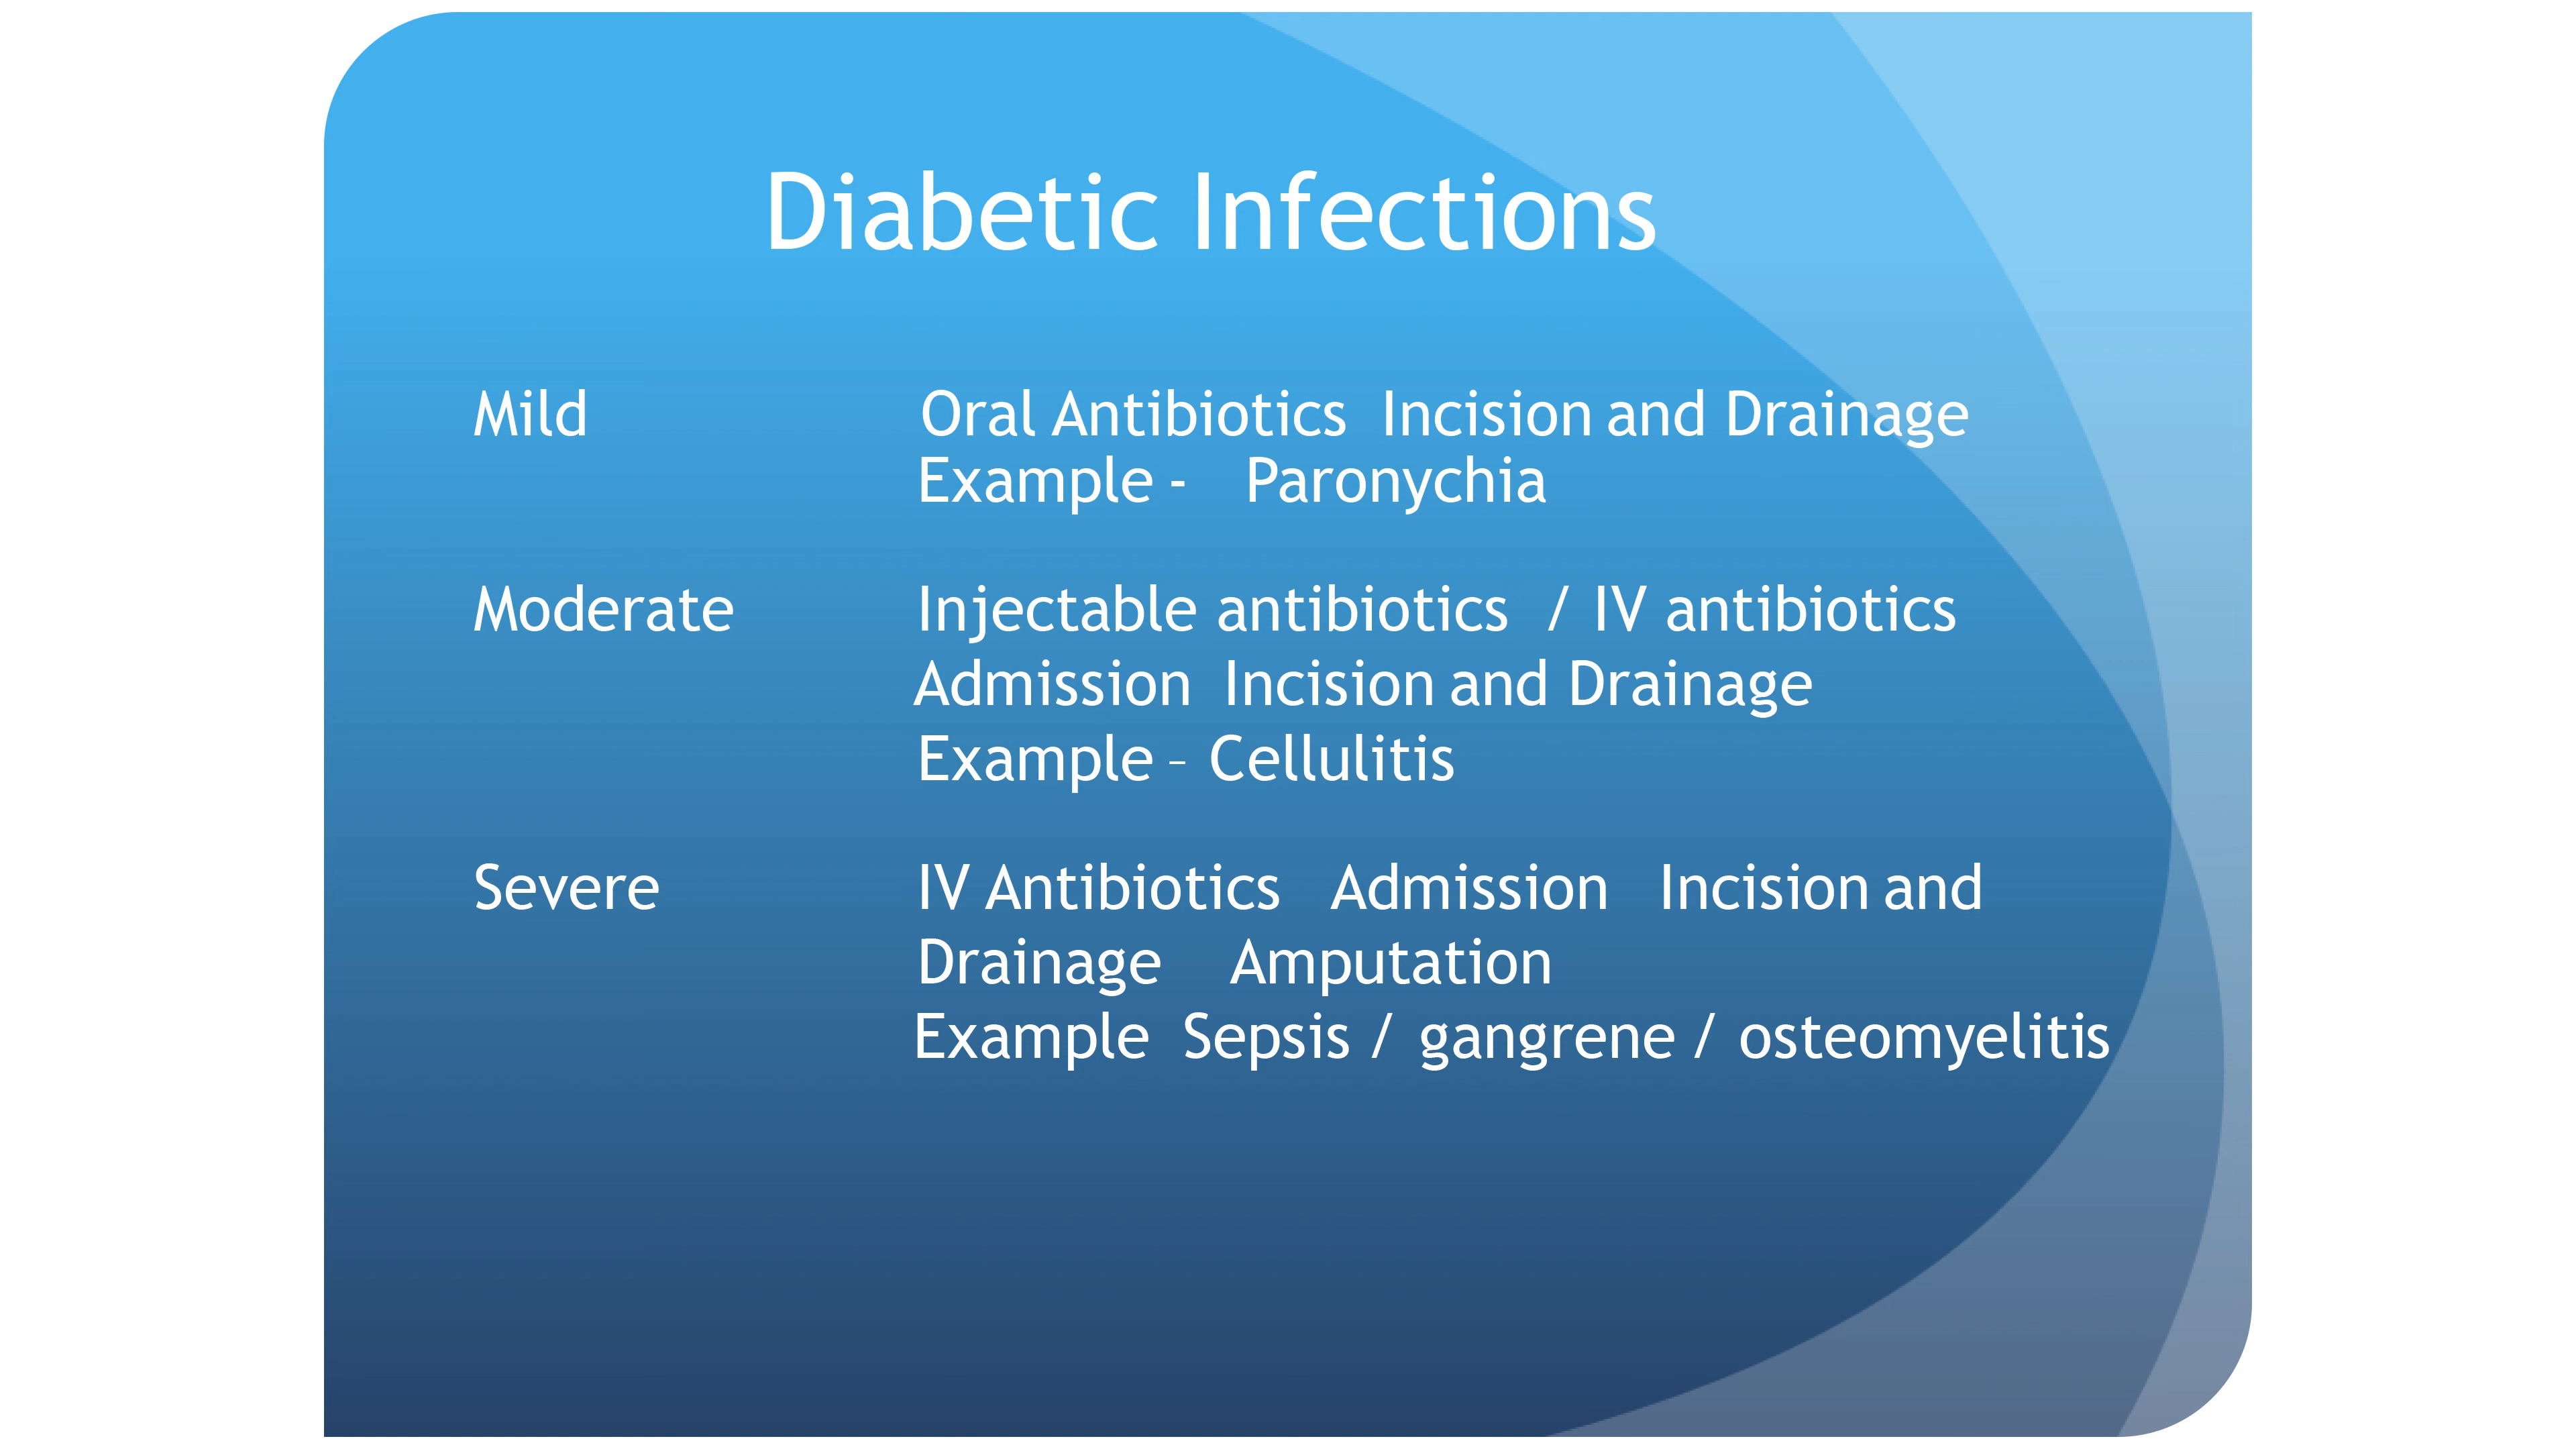 Diabetic Infections
Mild Oral Antibiotics Incision and Drainage
Example - Paronychia
Moderate Injectable antibiotics / IV antibiotics
Admission Incision and Drainage
Example – Cellulitis
Severe IV Antibiotics Admission Incision and
Drainage Amputation
Example Sepsis / gangrene / osteomyelitis